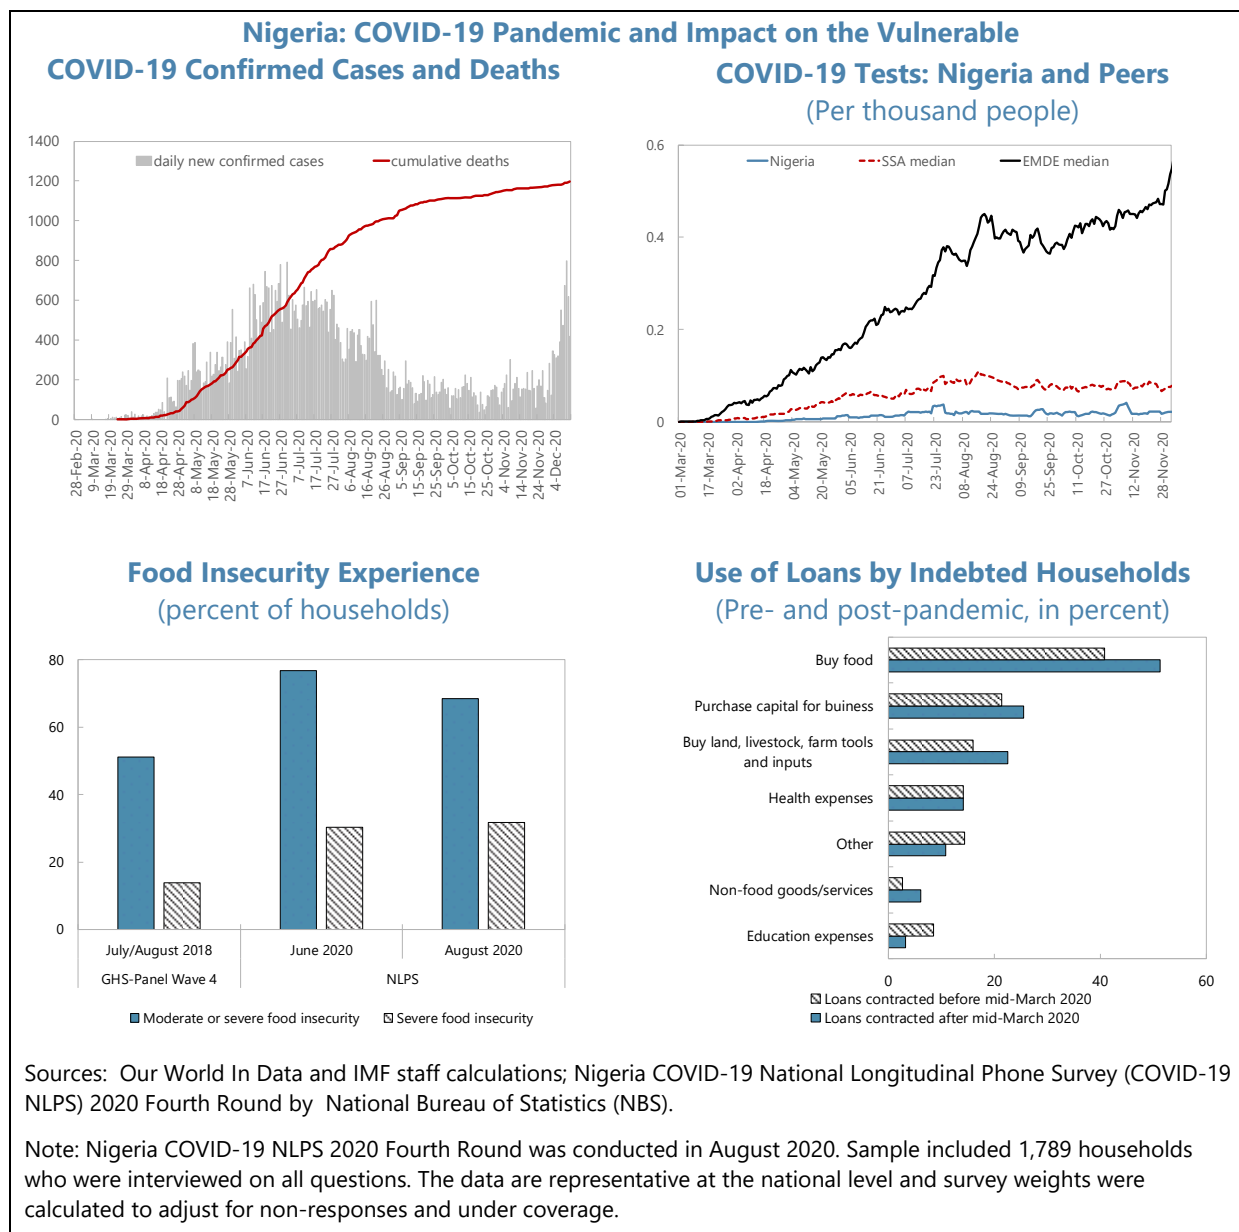 Nigeria: COVID-19 Pandemic and Impact on the Vulnerable
COVID-19 Confirmed Cases and Deaths
1400
1200
1000
800
600
400
200
0
daily new confirmed cases
cumulative deaths
28-Feb-20
9-Mar-20
19-Mar-20
29-Mar-20
8-Apr-20
18-Apr-20
28-Apr-20
8-May-20
18-May-20
28-May-20
7-Jun-20
17-Jun-20
27-Jun-20
7-Jul-20
17-Jul-20
27-Jul-20
6-Aug-20
16-Aug-20
26-Aug-20
5-Sep-20
15-Sep-20
25-Sep-20
5-Oct-20
15-Oct-20
25-Oct-20
4-Nov-20
14-Nov-20
24-Nov-20
4-Dec-20
COVID-19 Tests: Nigeria and Peers
(Per thousand people)
0.6
0.4
0.2
0
Nigeria
SSA median
EMDE median
01-Mar-20
17-Mar-20
02-Apr-20
18-Apr-20
04-May-20
20-May-20
05-Jun-20
21-Jun-20
07-Jul-20
23-Jul-20
08-Aug-20
24-Aug-20
09-Sep-20
25-Sep-20
11-Oct-20
27-Oct-20
12-Nov-20
28-Nov-20
Food Insecurity Experience
(percent of households)
80
60
40
20
0
July/August 2018
June 2020
August 2020
GHS-Panel Wave 4
NLPS
Moderate or severe food insecurity
Severe food insecurity
Use of Loans by Indebted Households
(Pre- and post-pandemic, in percent)
Buy food
Purchase capital for buiness
Buy land, livestock, farm tools
and inputs
Health expenses
Other
Non-food goods/services
Education expenses
0
20
40
60
Loans contracted before mid-March 2020
Loans contracted after mid-March 2020
Sources: Our World In Data and IMF staff calculations; Nigeria COVID-19 National Longitudinal Phone Survey (COVID-19
NLPS) 2020 Fourth Round by National Bureau of Statistics (NBS).
Note: Nigeria COVID-19 NLPS 2020 Fourth Round was conducted in August 2020. Sample included 1,789 households
who were interviewed on all questions. The data are representative at the national level and survey weights were
calculated to adjust for non-responses and under coverage.